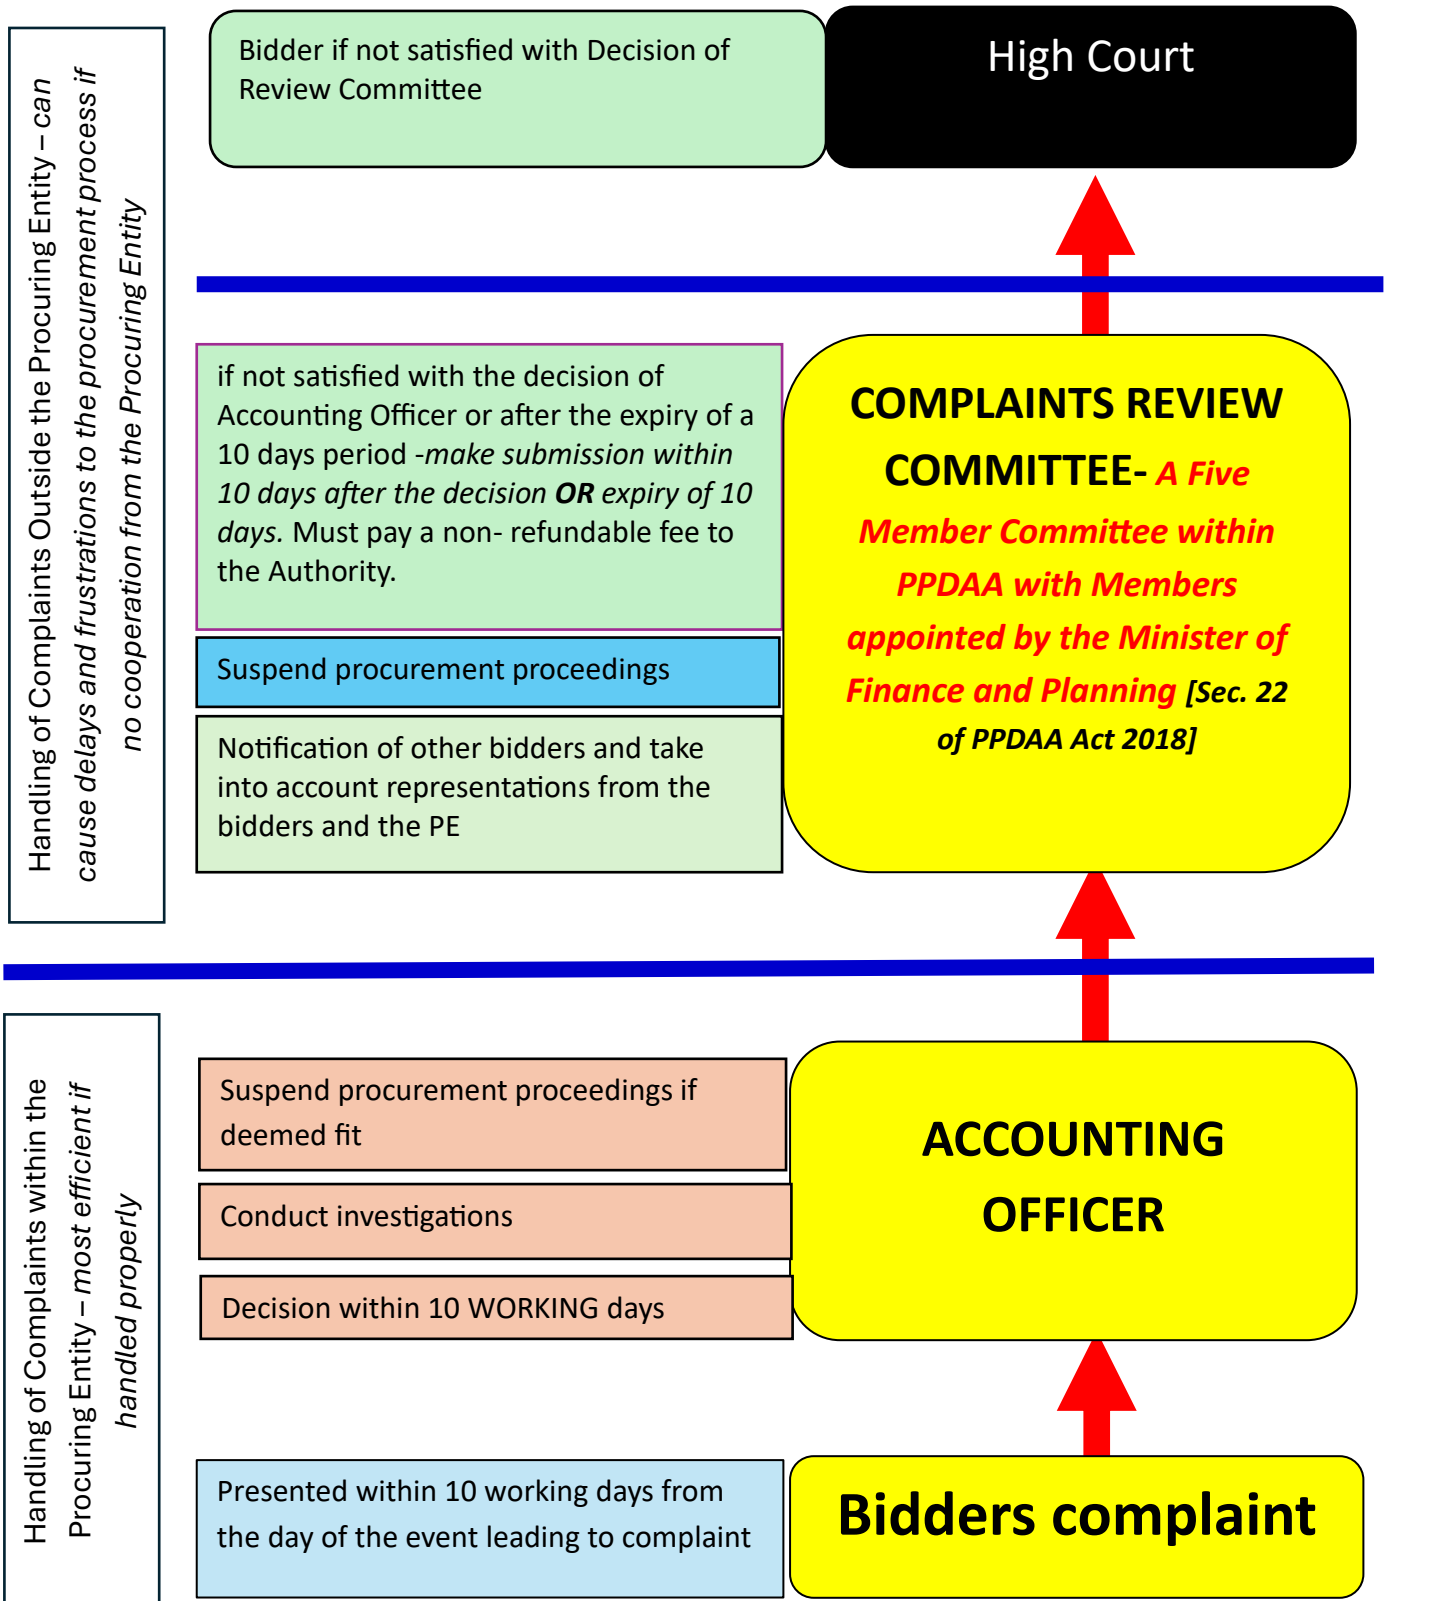 Handling of Complaints Outside the Procuring Entity – can
cause delays and frustrations to the procurement process if
no cooperation from the Procuring Entity
Bidder if not satisfied with Decision of
Review Committee
High Court
if not satisfied with the decision of
Accounting Officer or after the expiry of a
10 days period -make submission within
10 days after the decision OR expiry of 10
days. Must pay a non- refundable fee to
the Authority.
Suspend procurement proceedings
Notification of other bidders and take
into account representations from the
bidders and the PE
COMPLAINTS REVIEW
COMMITTEE- A Five
Member Committee within
PPDAA with Members
appointed by the Minister of
Finance and Planning [Sec. 22
of PPDAA Act 2018]
Handling of Complaints within the
Procuring Entity – most efficient if
handled properly
Suspend procurement proceedings if
deemed fit
Conduct investigations
Decision within 10 WORKING days
ACCOUNTING
OFFICER
Presented within 10 working days from
the day of the event leading to complaint
Bidders complaint